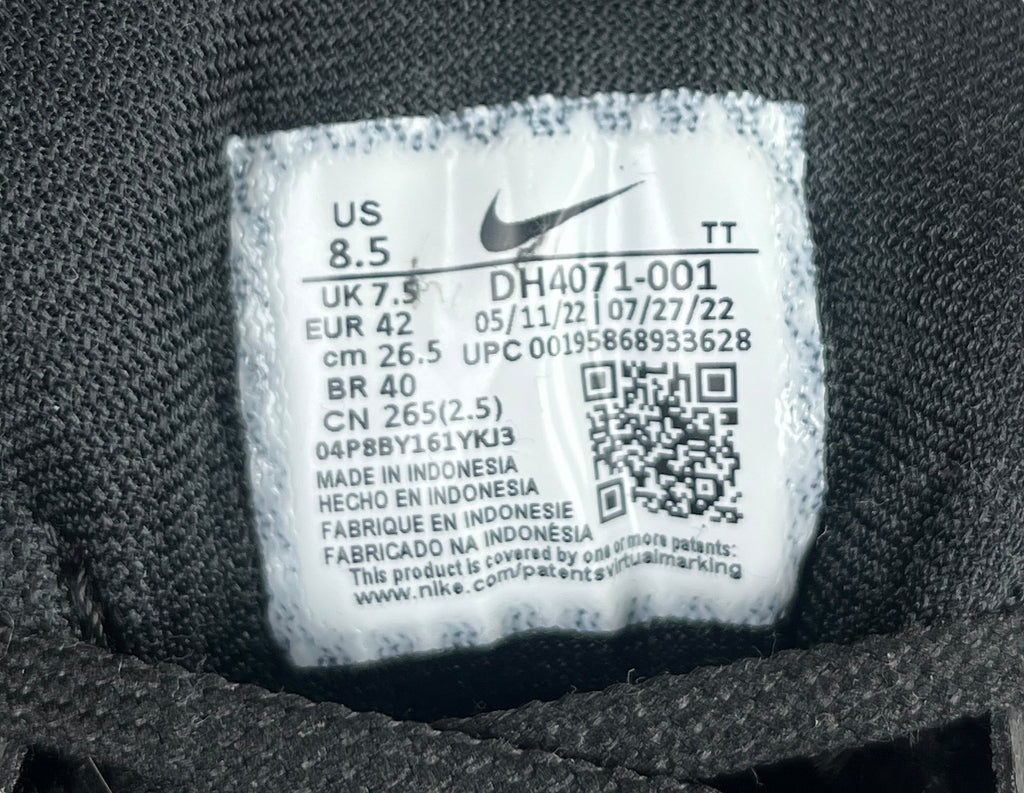 US
8.5
TT
UK 7.5
DH4071-001
EUR 42
05/11/22 | 07/27/22
cm 26.5
UPC 00195868933628
BR 40
CN 265(2.5)
04P8BY161YKJ3
MADE IN INDONESIA
HECHO EN INDONESIA
FABRIQUE EN INDONESIE
FABRICADO NA INDONÉSIA
This product is covered by one or more patents:
www.nike.com/patentsvirtualmarking